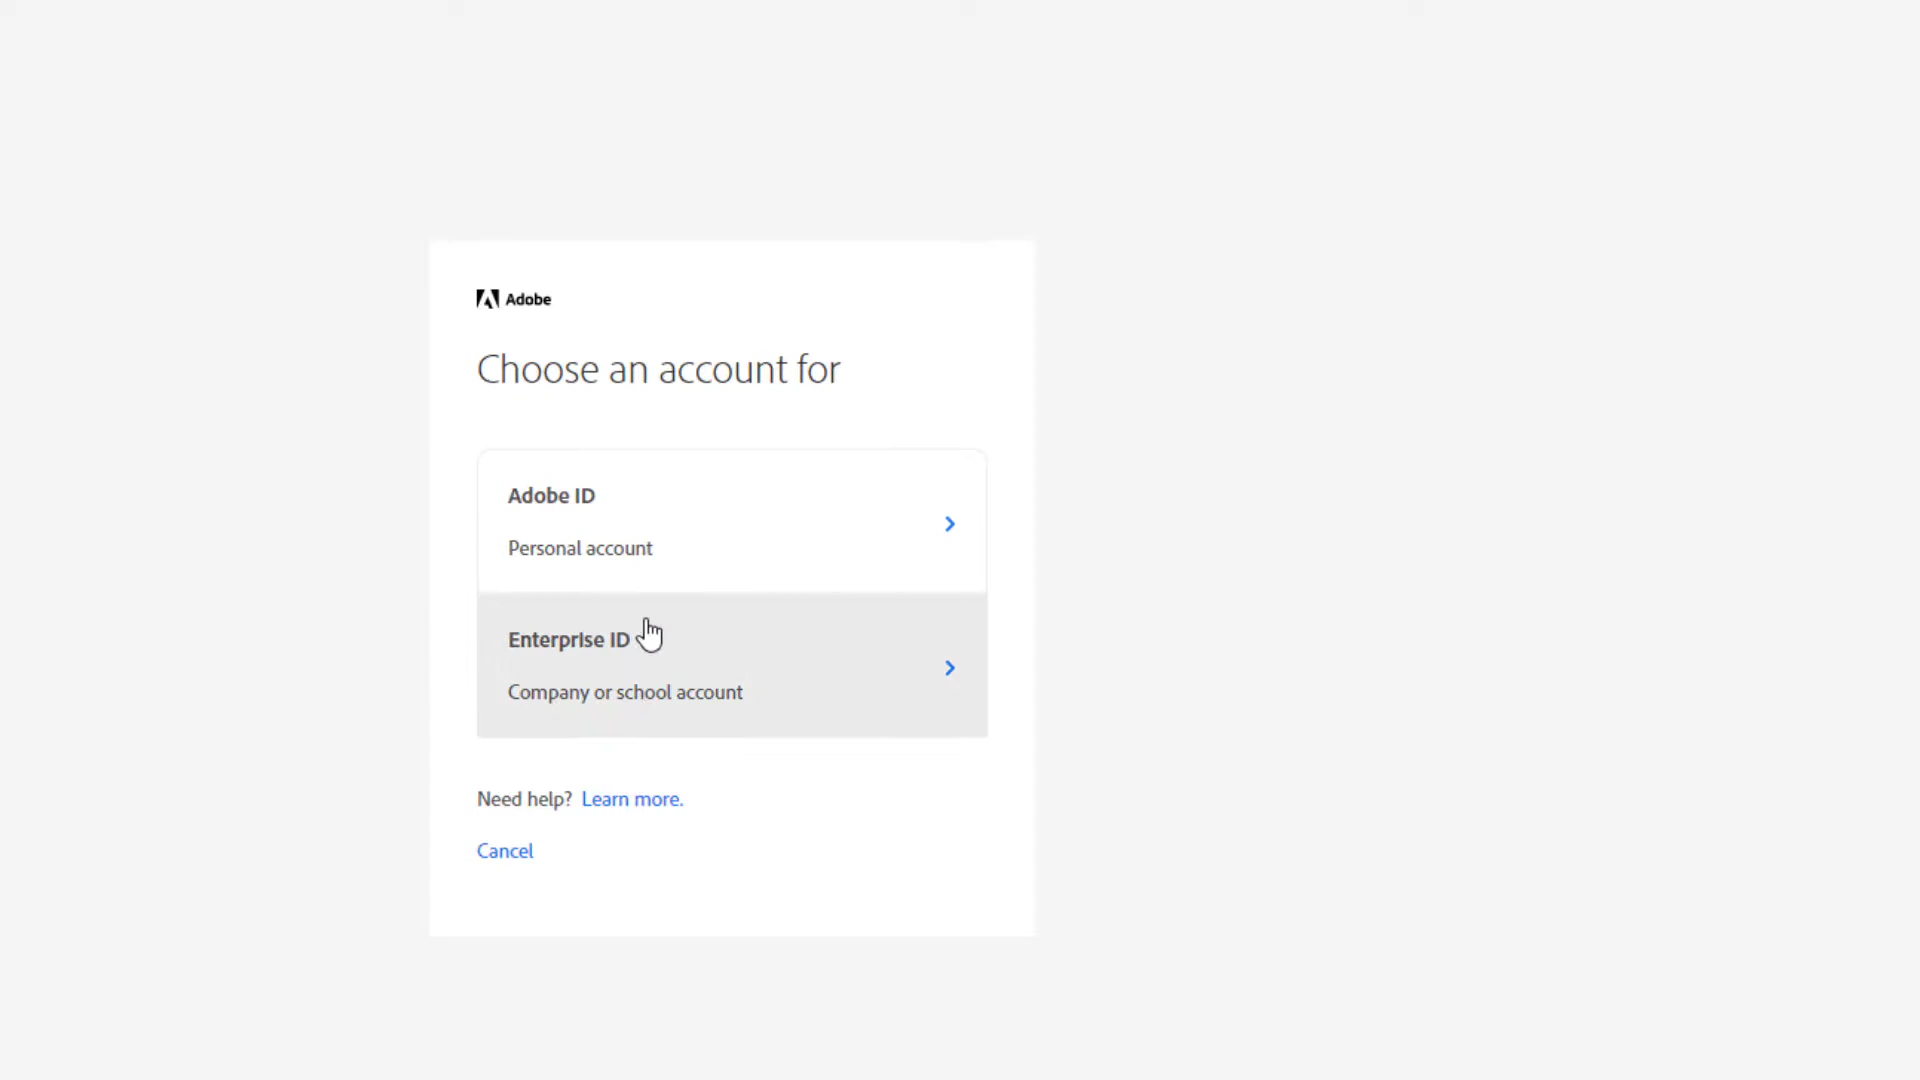 Adobe
Choose an account for
Adobe ID
Personal account
Enterprise ID
Company or school account
Need help? Learn more.
Cancel